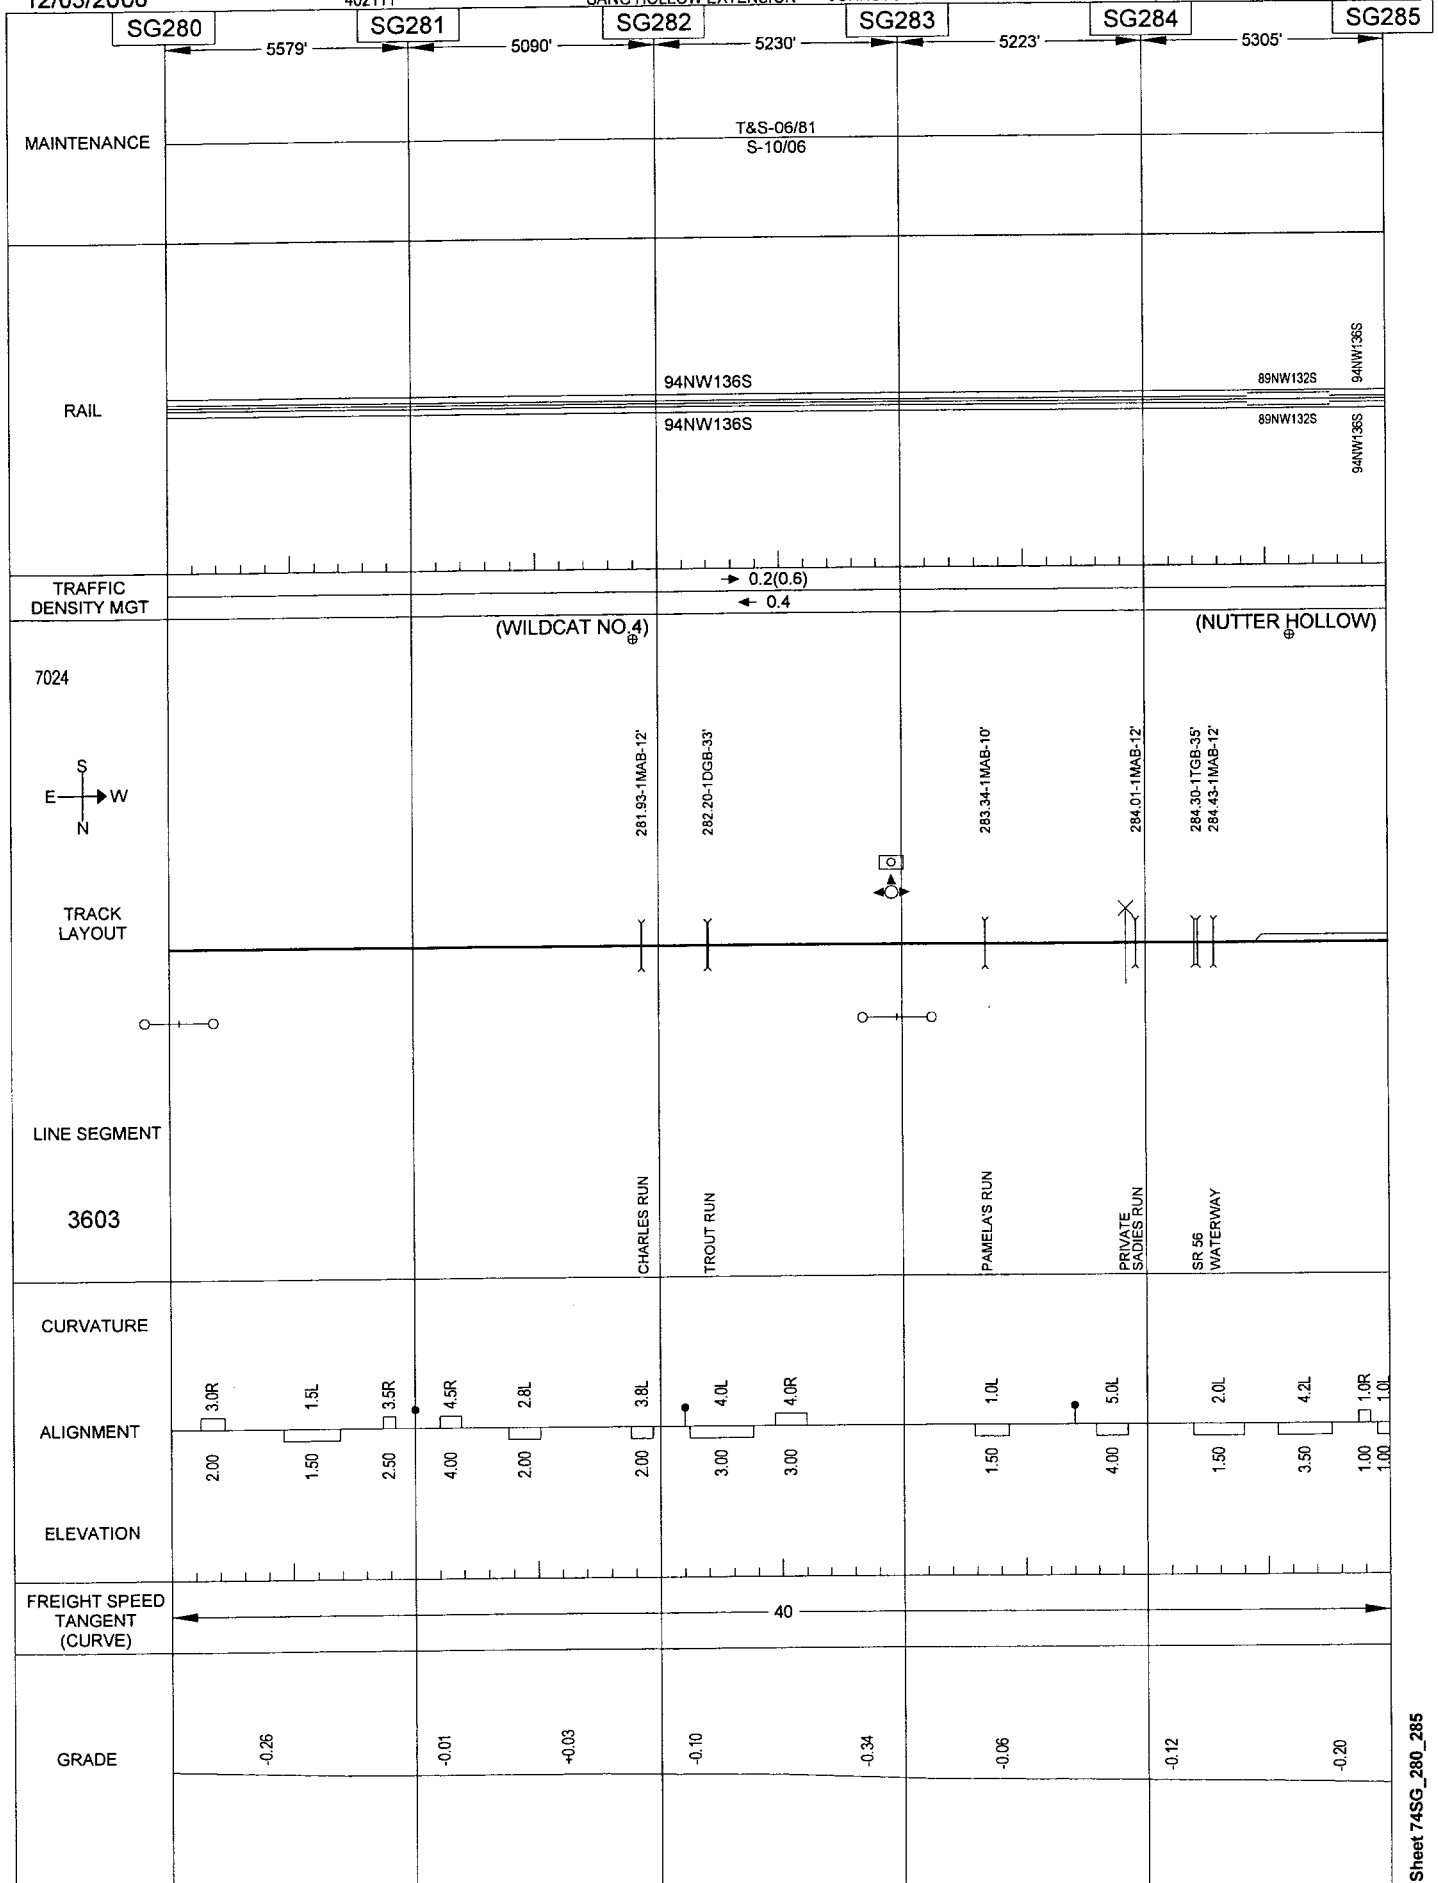 12/03/2008
SANG HOLLOW EXTENSION
SG280 SG281 SG282 SG283 SG284 SG285
5579' 5090' 5230' 5223' 5305'
MAINTENANCE
T&S-06/81
S-10/06
RAIL
94NW136S 89NW132S 94NW136S
94NW136S 89NW132S 94NW136S
TRAFFIC
DENSITY MGT
0.2(0.6)
0.4
(WILDCAT NO.4) (NUTTER HOLLOW)
7024
281.93-1MAB-12'
282.20-1DGB-33'
283.34-1MAB-10'
284.01-1MAB-12'
284.30-1TGB-35'
284.43-1MAB-12'
S
E W
N
TRACK
LAYOUT
LINE SEGMENT
3603
CHARLES RUN
TROUT RUN
PAMELA'S RUN
PRIVATE
SADIES RUN
SR 56
WATERWAY
CURVATURE
3.0R 1.5L 3.5R 4.5R 2.8L 3.8L 4.0L 4.0R 1.0L 5.0L 2.0L 4.2L 1.0R 1.0L
ALIGNMENT
2.00 1.50 2.50 4.00 2.00 2.00 3.00 3.00 1.50 4.00 1.50 3.50 1.00 1.00
ELEVATION
FREIGHT SPEED
TANGENT
(CURVE)
40
GRADE
-0.26 -0.01 +0.03 -0.10 -0.34 -0.06 -0.12 -0.20
Sheet 74SG_280_285